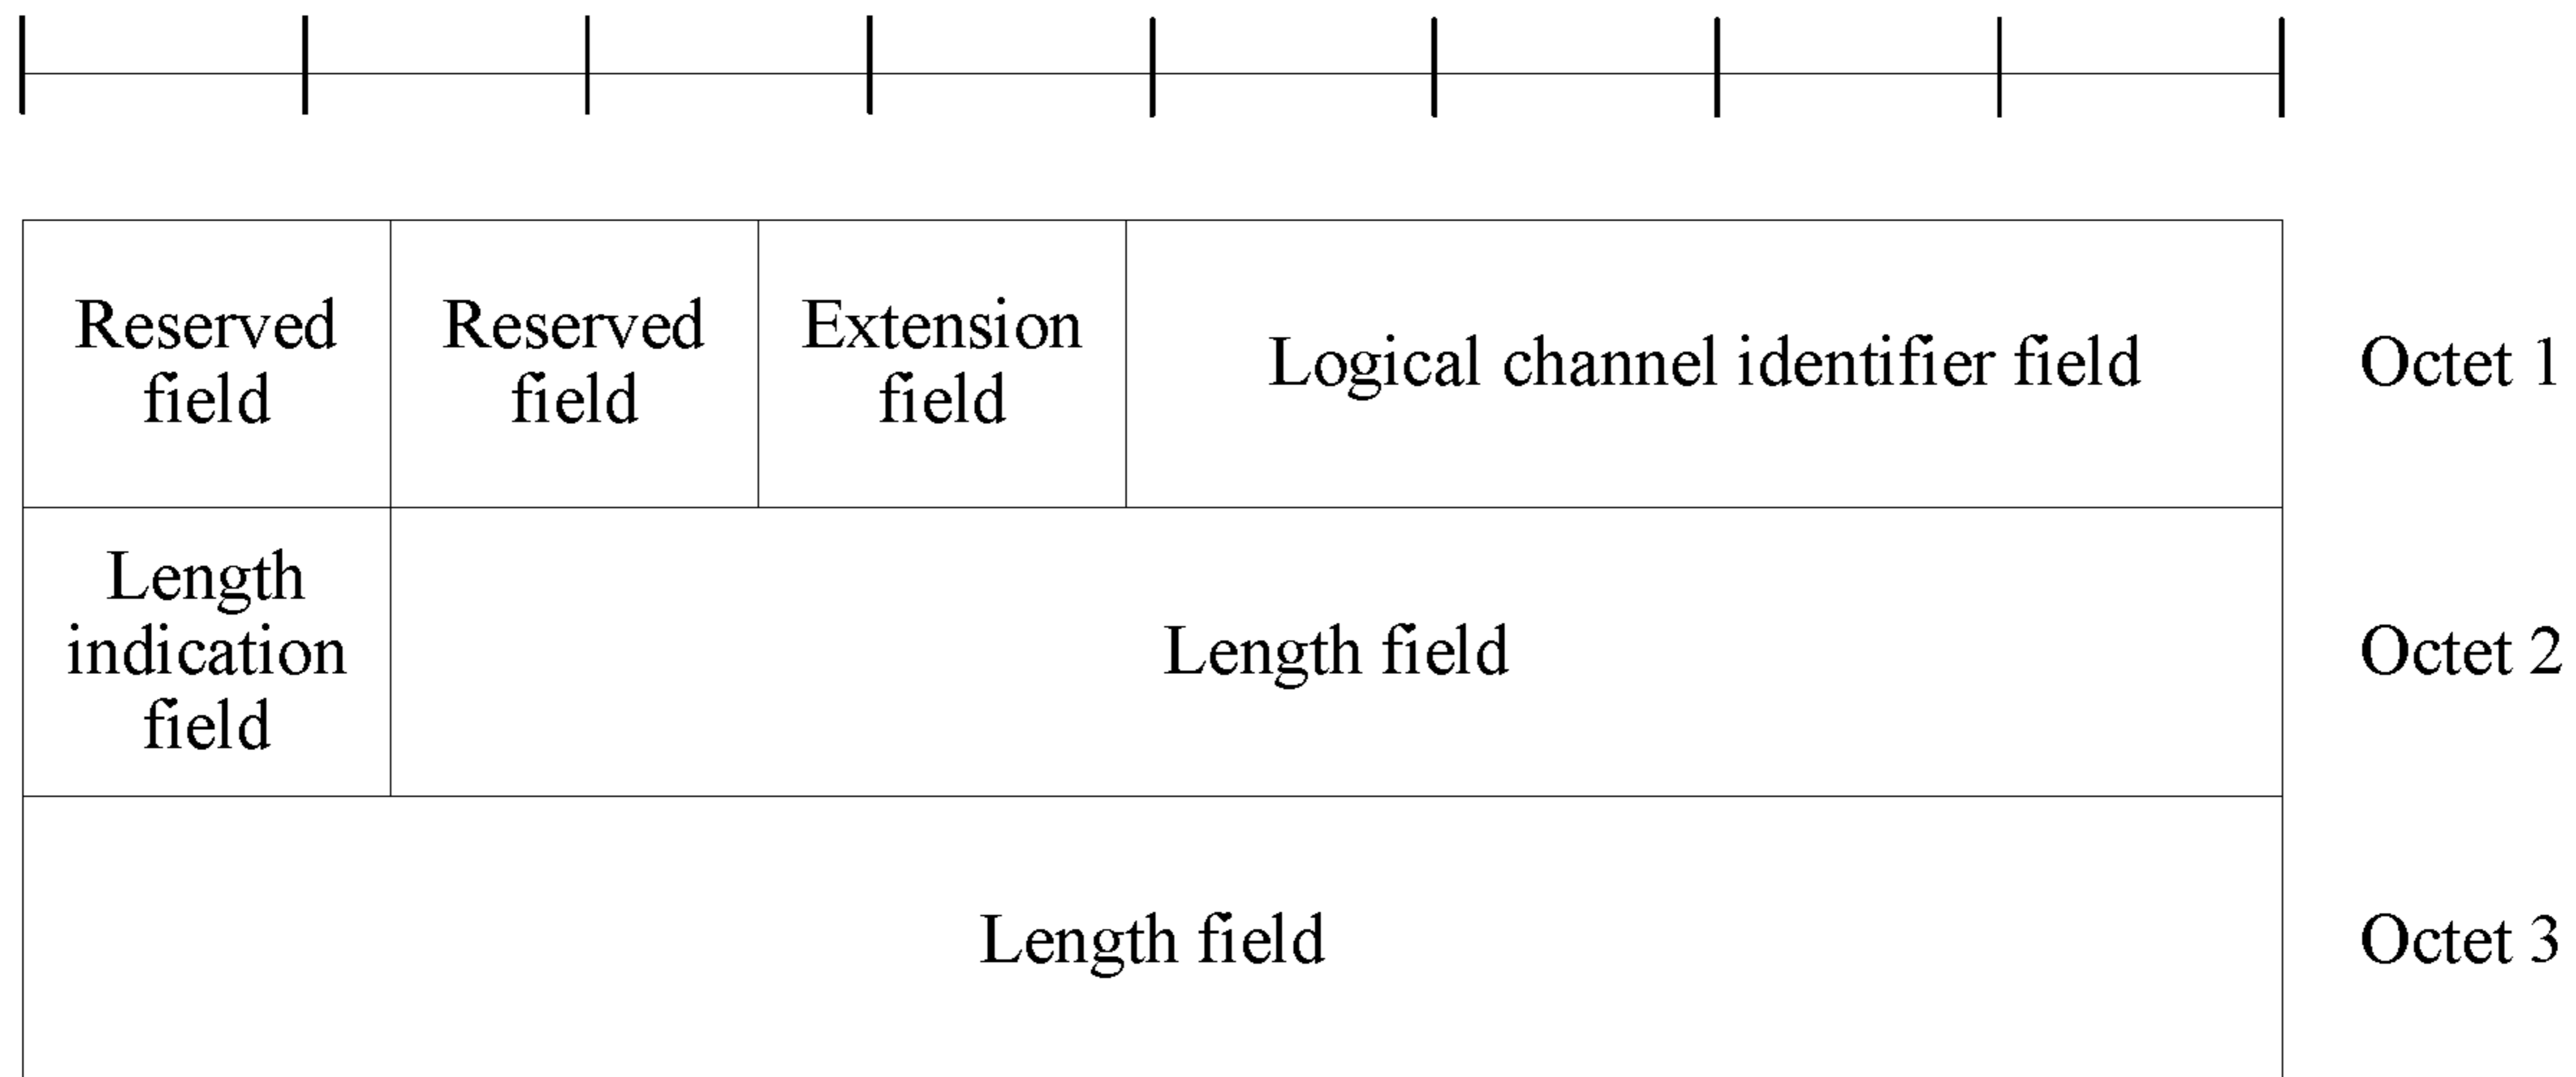 Reserved
field
Reserved
field
Extension
field
Logical channel identifier field
Octet 1
Length
indication
field
Length field
Octet 2
Length field
Octet 3